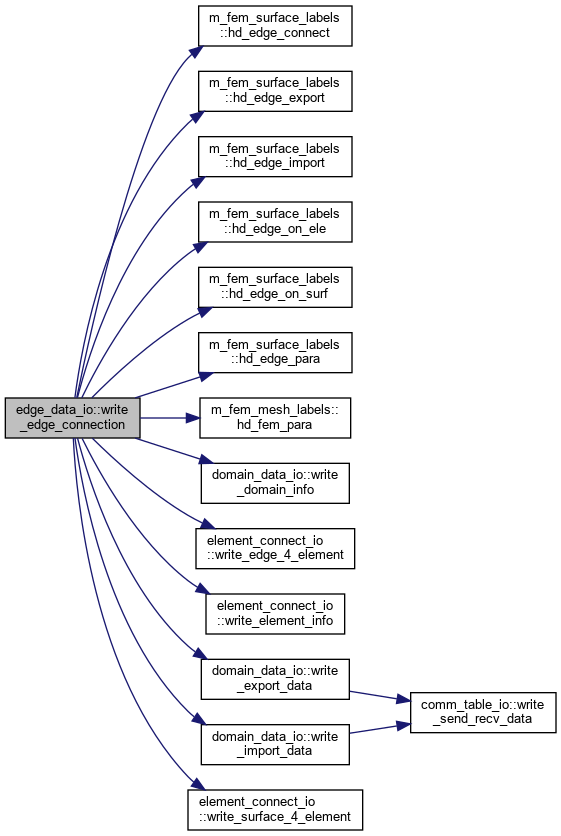 m_fem_surface_labels
::hd_edge_connect
m_fem_surface_labels
::hd_edge_export
m_fem_surface_labels
::hd_edge_import
m_fem_surface_labels
::hd_edge_on_ele
m_fem_surface_labels
::hd_edge_on_surf
m_fem_surface_labels
::hd_edge_para
edge_data_io::write
_edge_connection
m_fem_mesh_labels::
hd_fem_para
domain_data_io::write
_domain_info
element_connect_io
::write_edge_4_element
element_connect_io
::write_element_info
domain_data_io::write
_export_data
comm_table_io::write
_send_recv_data
domain_data_io::write
_import_data
element_connect_io
::write_surface_4_element